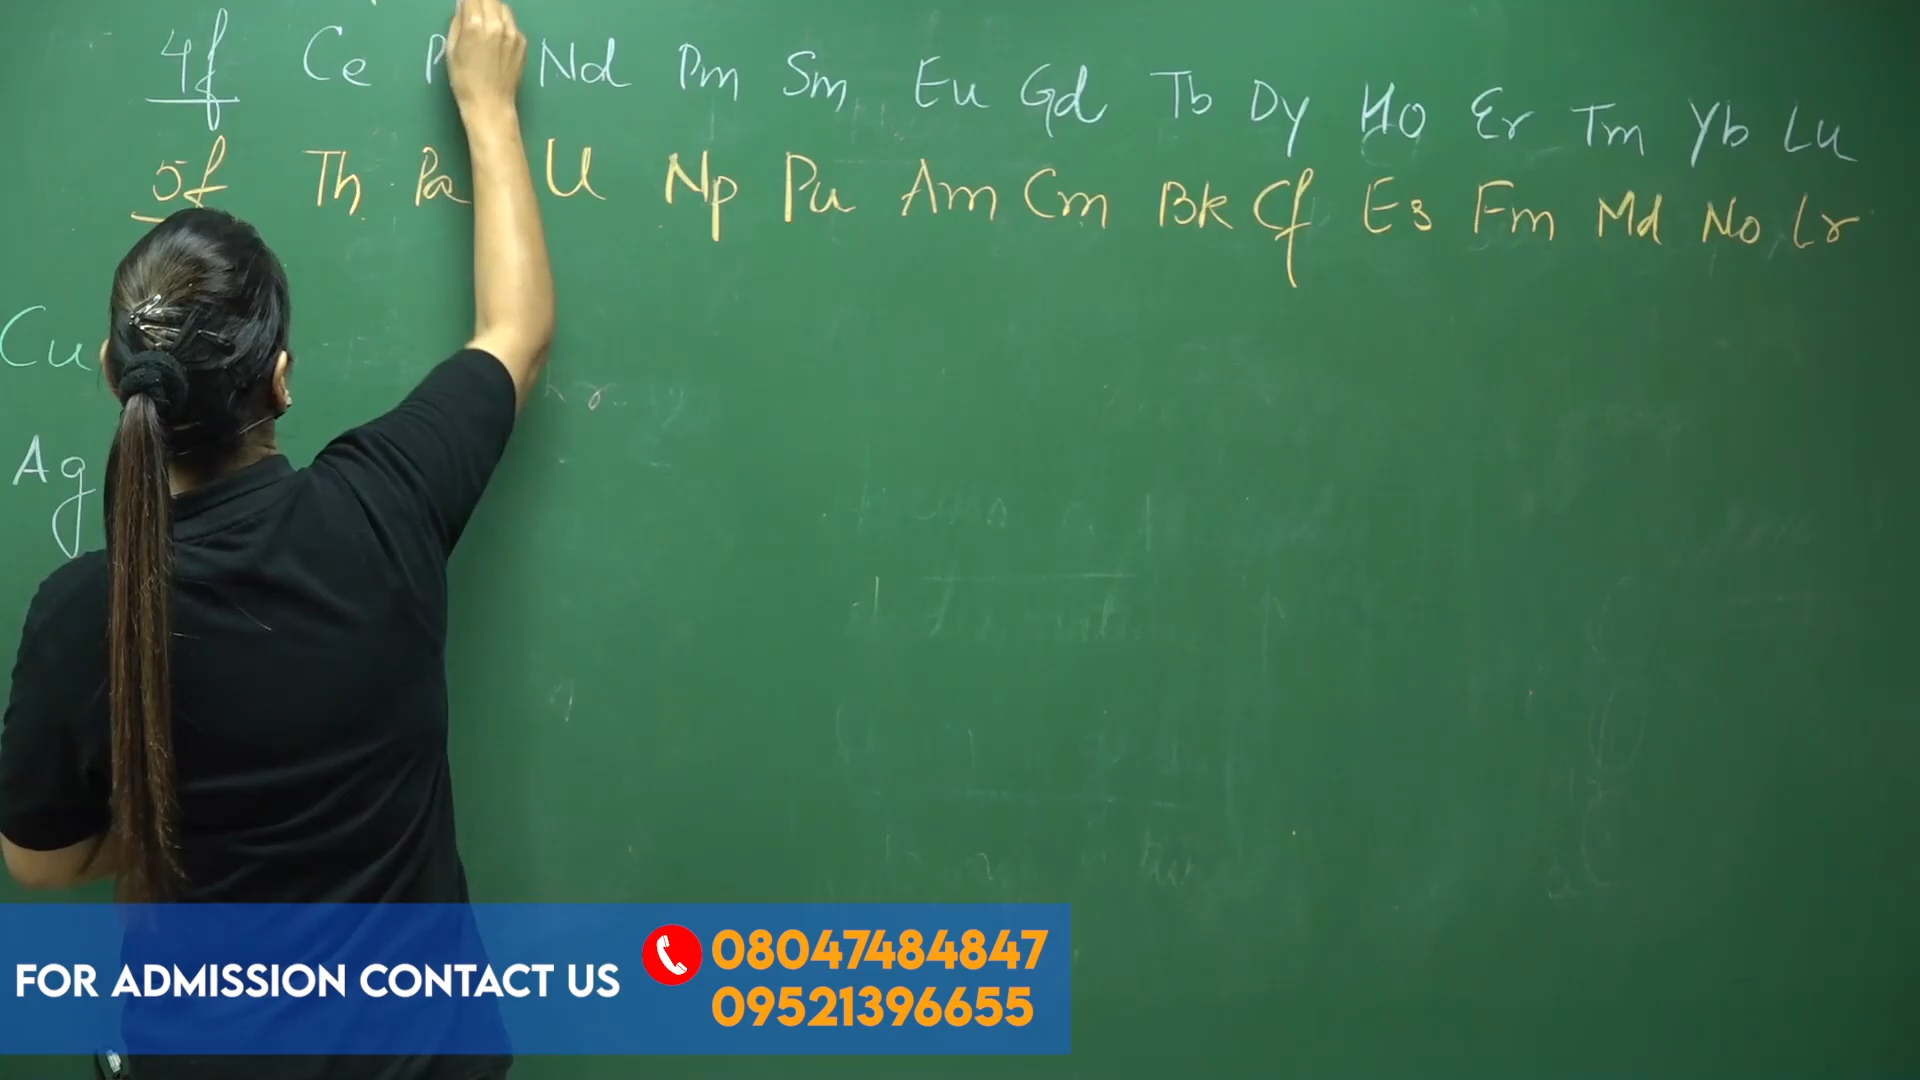 4f Ce P Nd Pm Sm Eu Gd Tb Dy Ho Er Tm Yb Lu
5f Th Pa U Np Pu Am Cm Bk Cf Es Fm Md No Lr
Cu
Ag
FOR ADMISSION CONTACT US
08047484847
09521396655